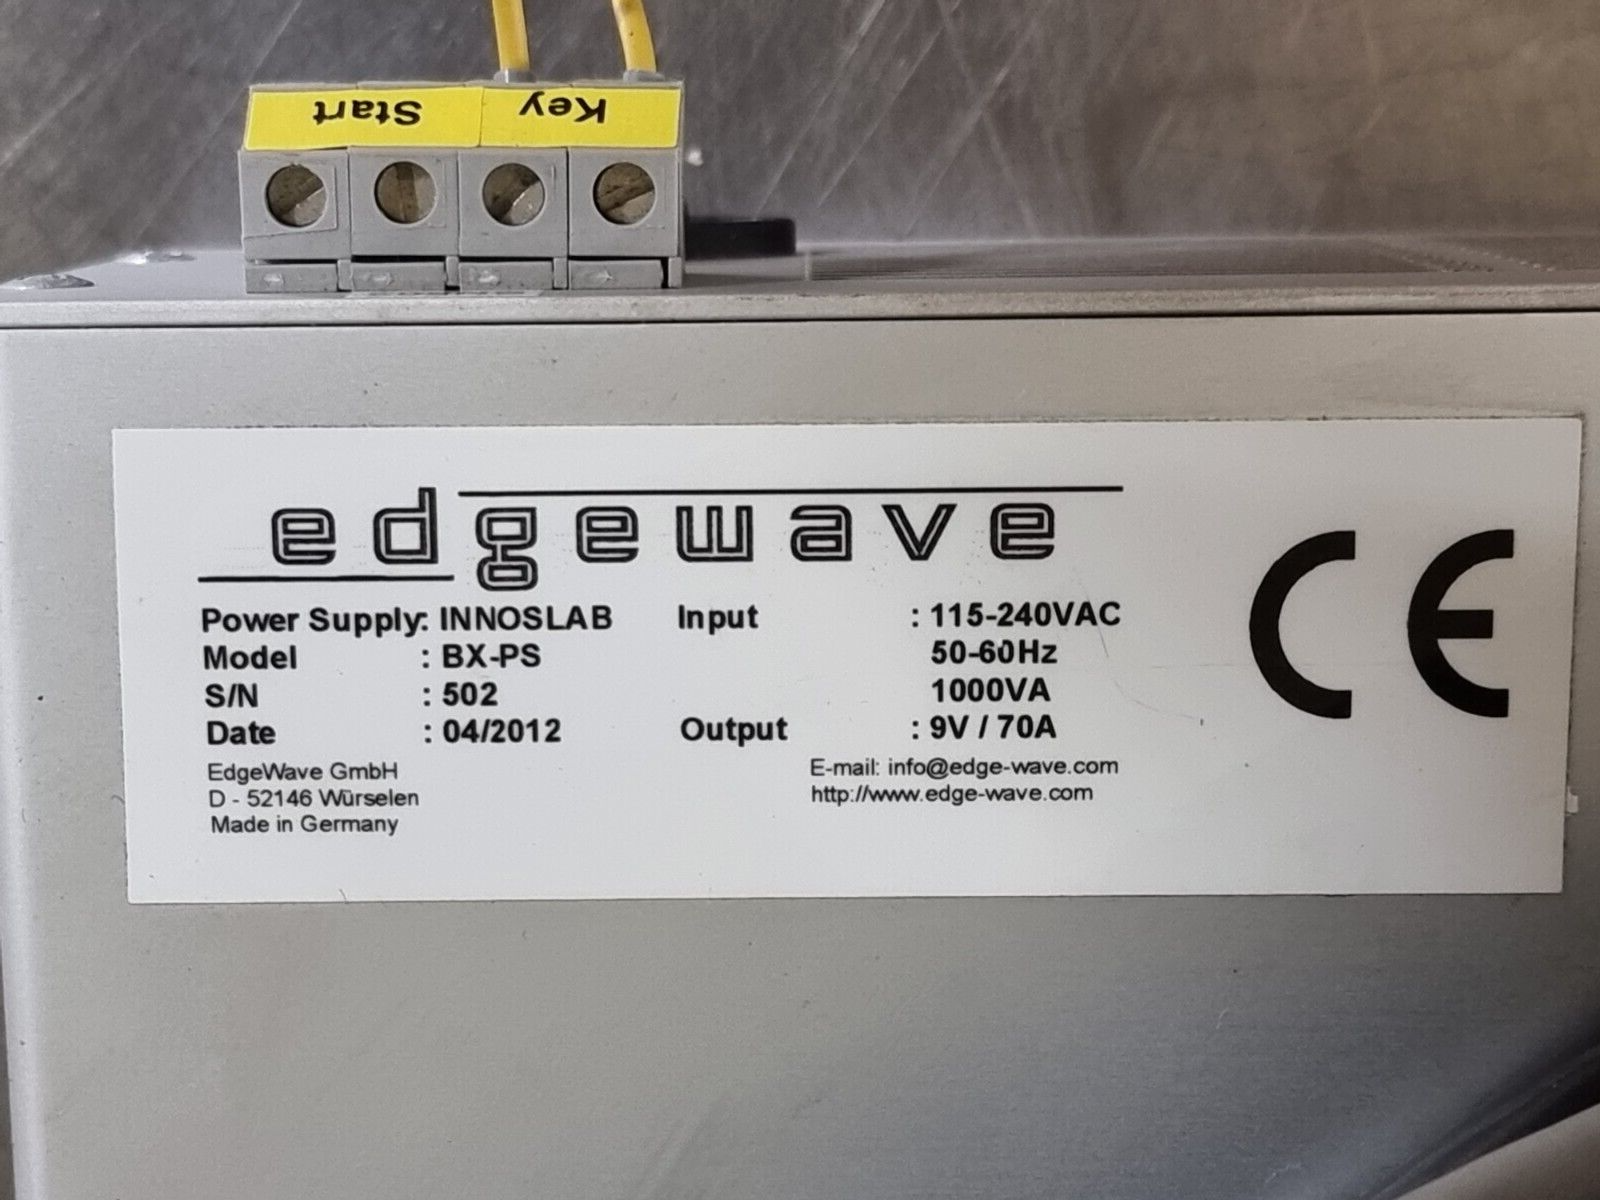 Start Key
edgewave
Power Supply: INNOSLAB Input : 115-240VAC
Model : BX-PS 50-60Hz
S/N : 502 1000VA
Date : 04/2012 Output : 9V / 70A
EdgeWave GmbH E-mail: info@edge-wave.com
D - 52146 Würselen http://www.edge-wave.com
Made in Germany
CE